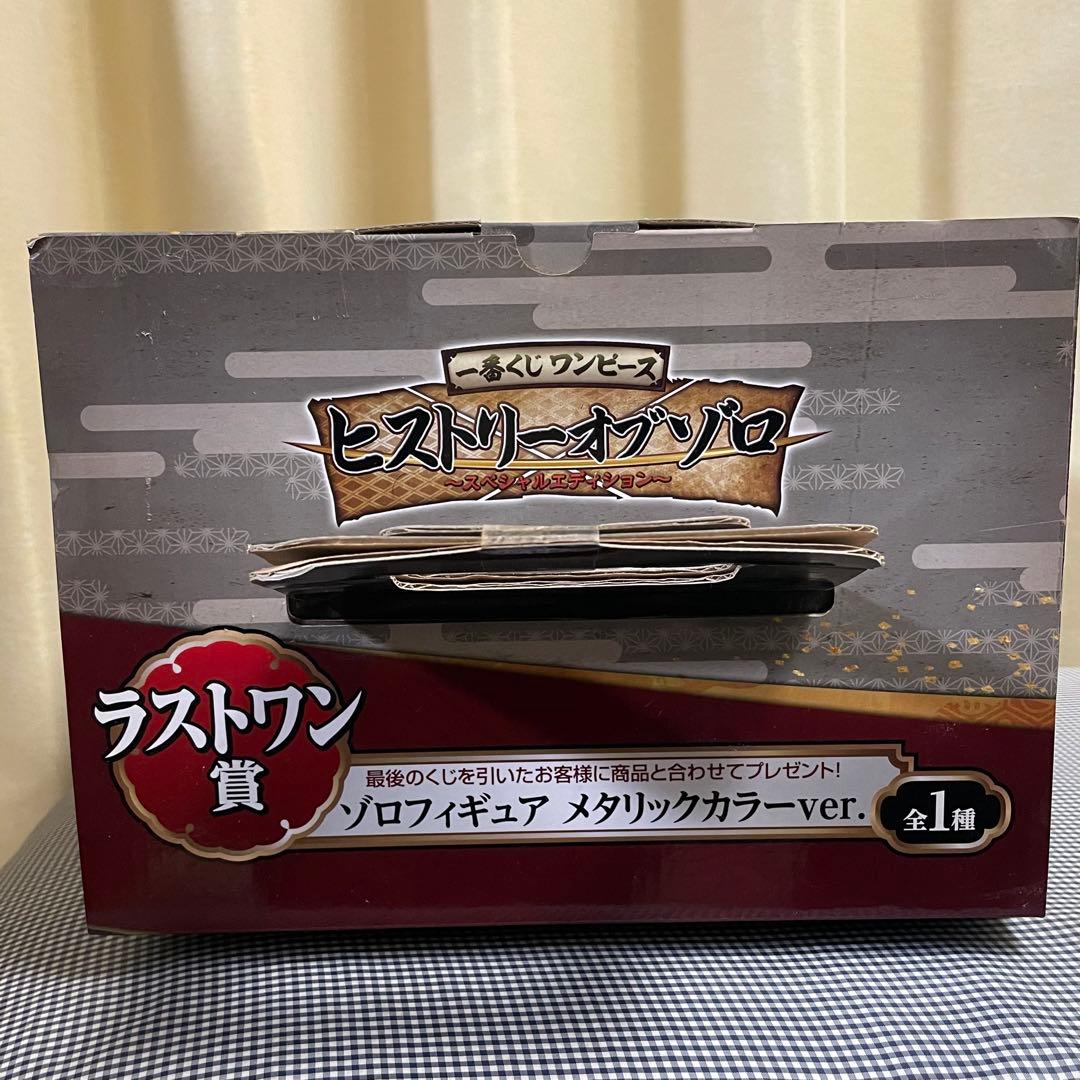 一番くじ ワンピース
ヒストリーオブゾロ
～スペシャルエディション～
ラストワン
賞
最後のくじを引いたお客様に商品と合わせてプレゼント!
ゾロフィギュア メタリックカラーver.
全1種